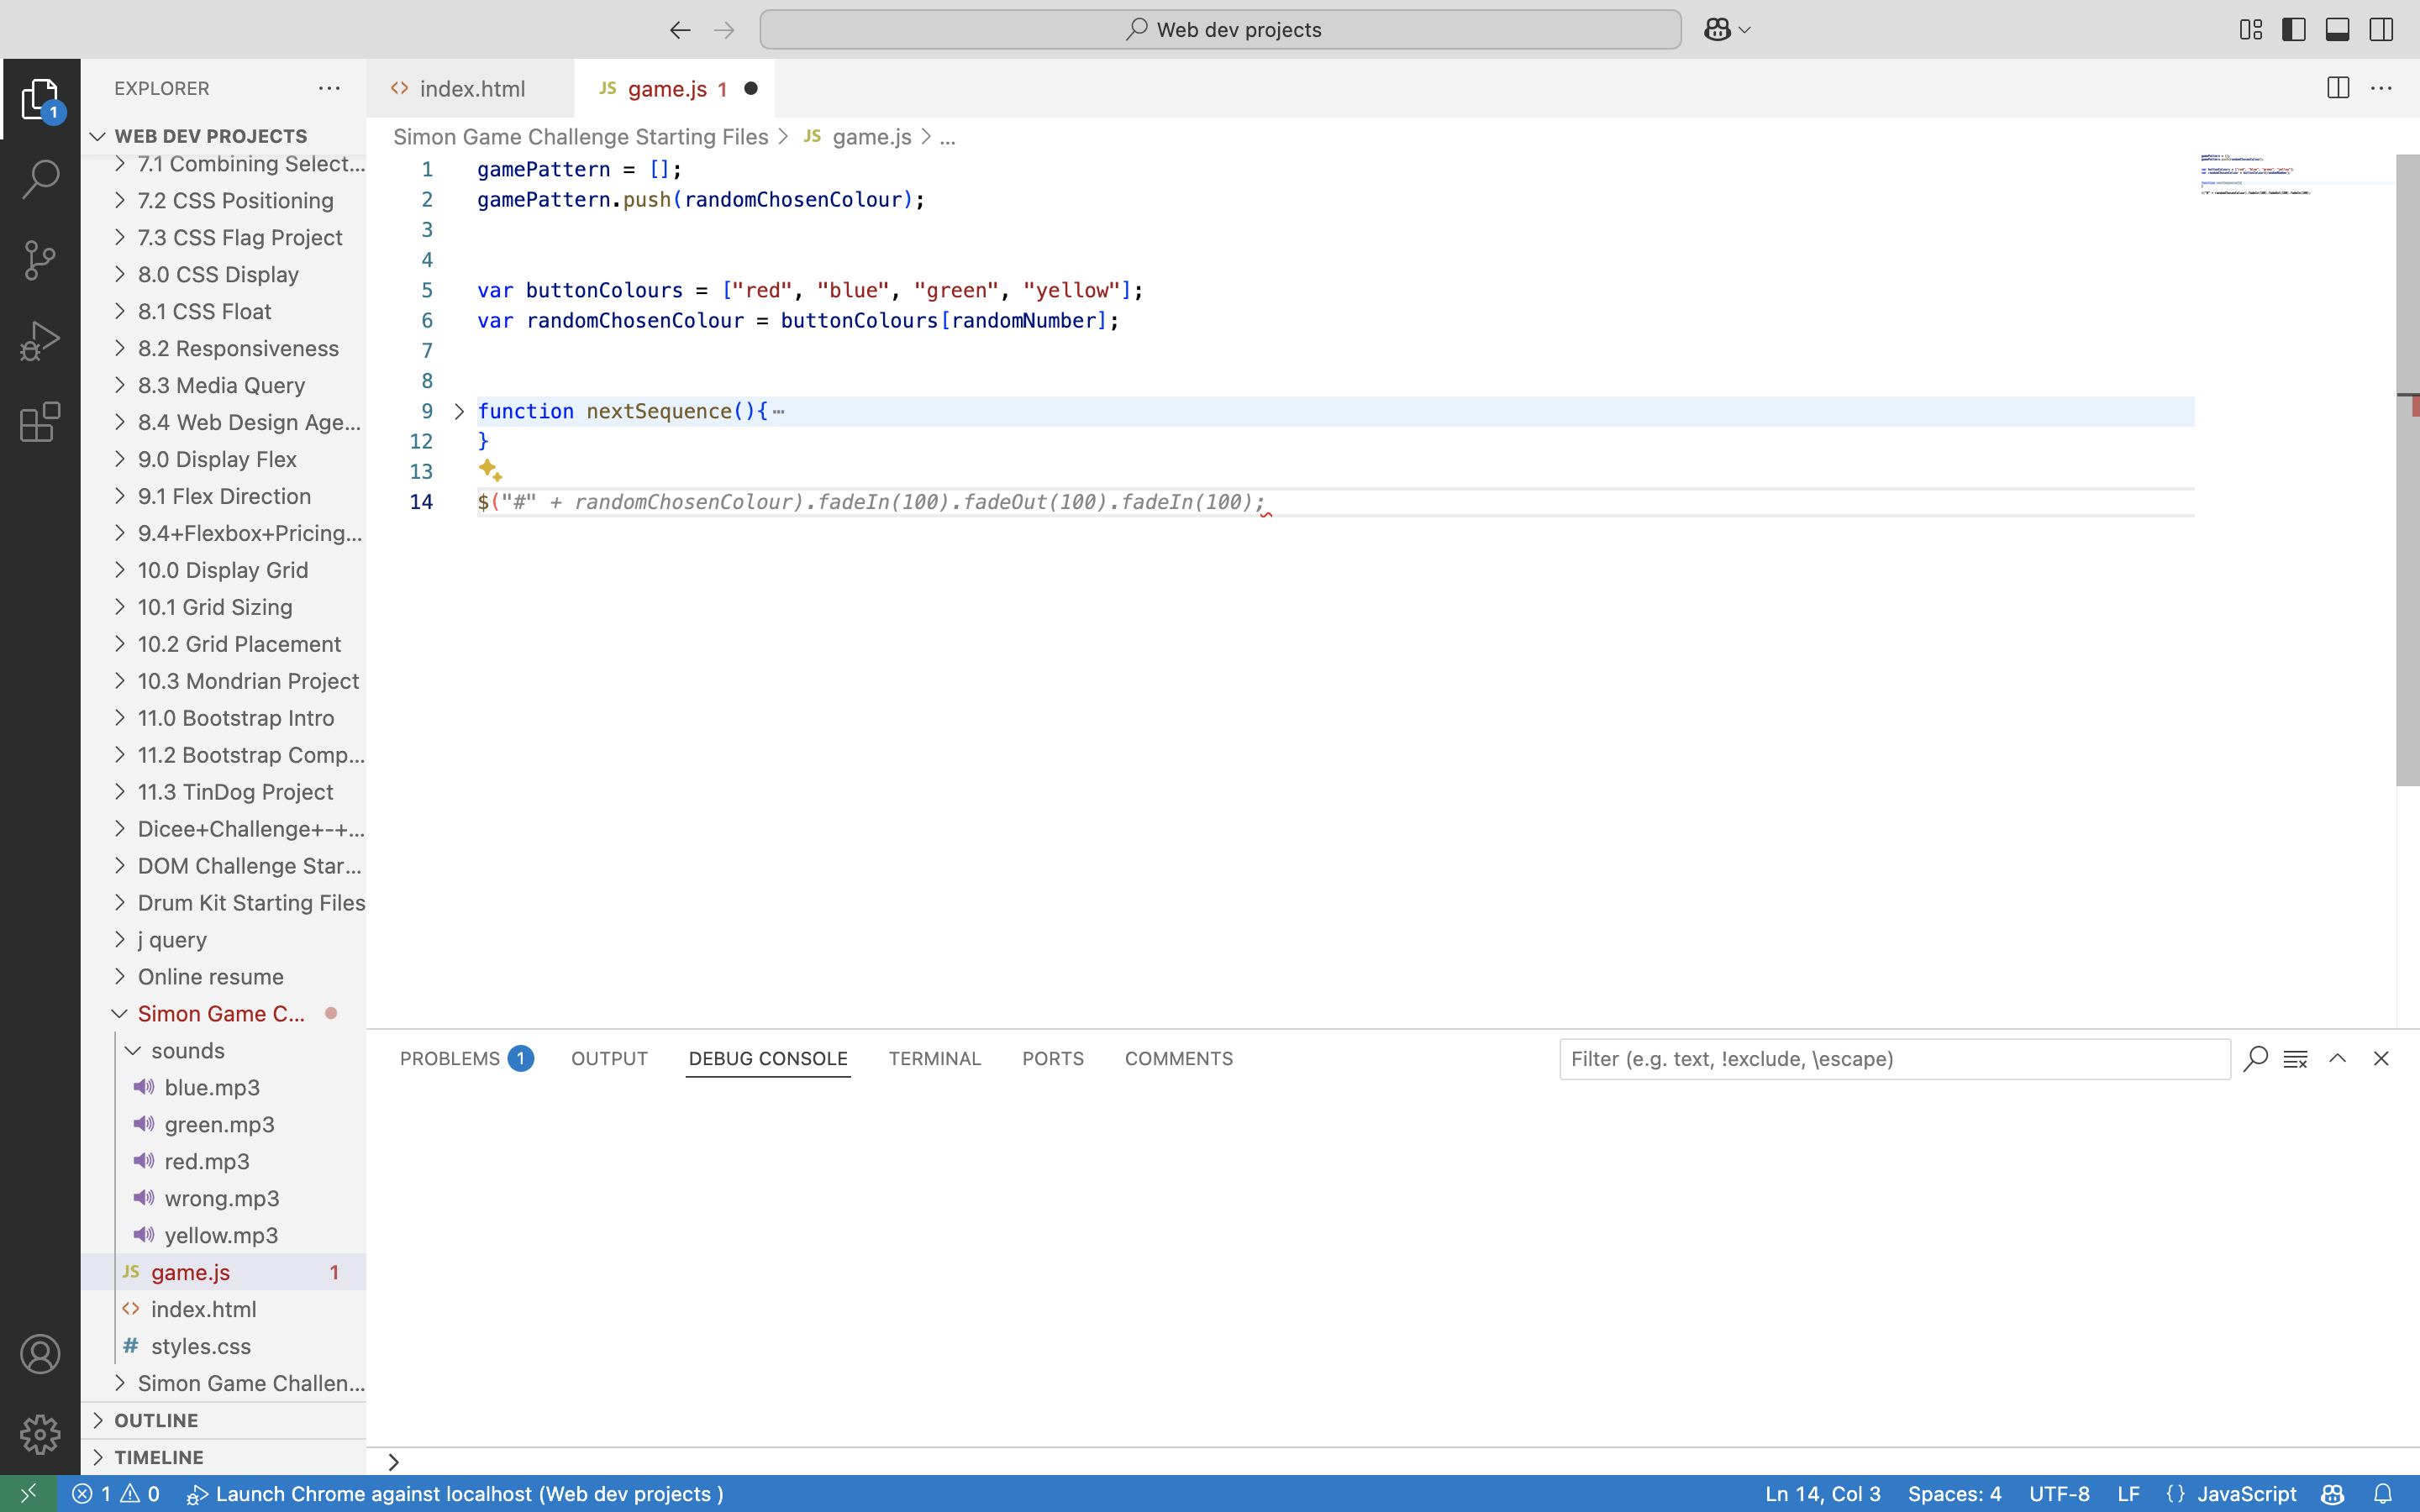 Web dev projects
EXPLORER
1
WEB DEV PROJECTS
7.1 Combining Select...
7.2 CSS Positioning
7.3 CSS Flag Project
8.0 CSS Display
8.1 CSS Float
8.2 Responsiveness
8.3 Media Query
8.4 Web Design Age...
9.0 Display Flex
9.1 Flex Direction
9.4+Flexbox+Pricing...
10.0 Display Grid
10.1 Grid Sizing
10.2 Grid Placement
10.3 Mondrian Project
11.0 Bootstrap Intro
11.2 Bootstrap Comp...
11.3 TinDog Project
Dicee+Challenge+-+...
DOM Challenge Star...
Drum Kit Starting Files
j query
Online resume
Simon Game C...
sounds
blue.mp3
green.mp3
red.mp3
wrong.mp3
yellow.mp3
JS game.js 1
<> index.html
# styles.css
Simon Game Challen...
OUTLINE
TIMELINE
<> index.html
JS game.js 1
Simon Game Challenge Starting Files > JS game.js > ...
1 gamePattern = [];
2 gamePattern.push(randomChosenColour);
3
4
5 var buttonColours = ["red", "blue", "green", "yellow"];
6 var randomChosenColour = buttonColours[randomNumber];
7
8
9 function nextSequence(){ ⋯
12 }
13
14 $("#" + randomChosenColour).fadeIn(100).fadeOut(100).fadeIn(100);
PROBLEMS 1 OUTPUT DEBUG CONSOLE TERMINAL PORTS COMMENTS
Filter (e.g. text, !exclude, \escape)
1 0 Launch Chrome against localhost (Web dev projects )
Ln 14, Col 3 Spaces: 4 UTF-8 LF {} JavaScript